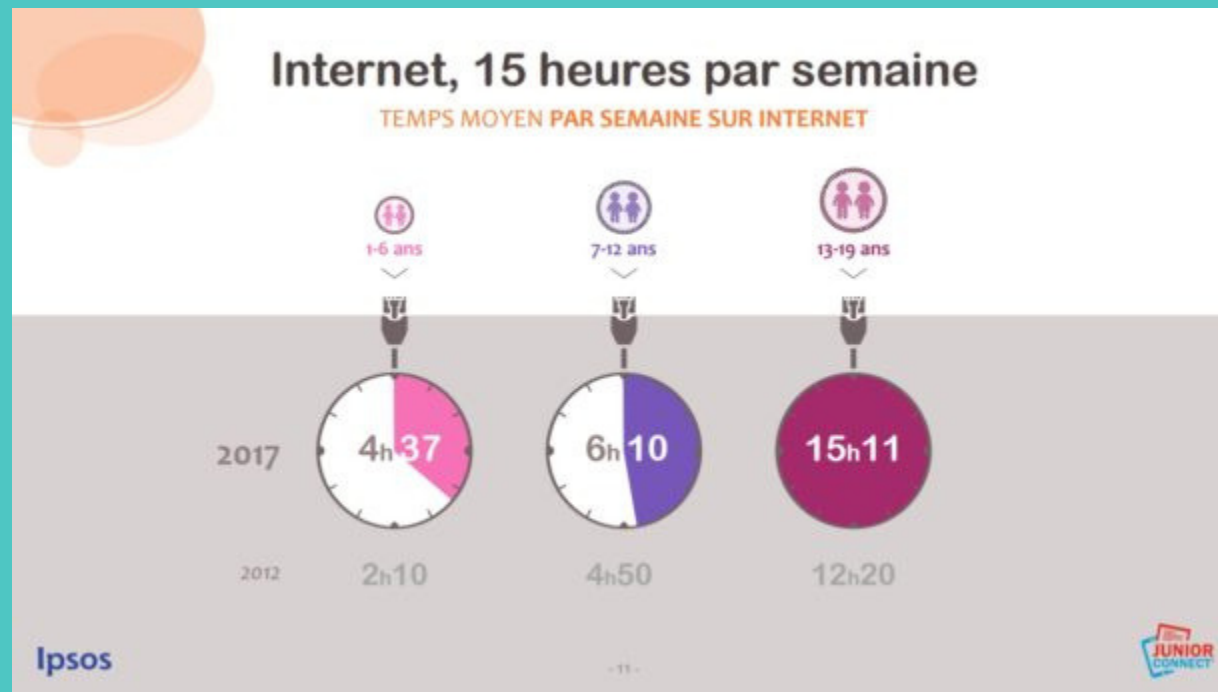 Internet, 15 heures par semaine
TEMPS MOYEN PAR SEMAINE SUR INTERNET
1-6 ans 7-12 ans 13-19 ans
2017 4h37 6h10 15h11
2012 2h10 4h50 12h20
Ipsos - 11 - JUNIOR
CONNECT'